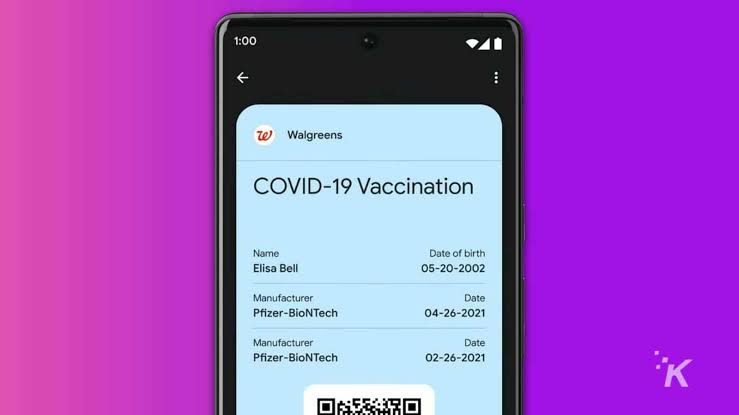 1:00
Walgreens
COVID-19 Vaccination
Name Date of birth
Elisa Bell 05-20-2002
Manufacturer Date
Pfizer-BioNTech 04-26-2021
Manufacturer Date
Pfizer-BioNTech 02-26-2021
K